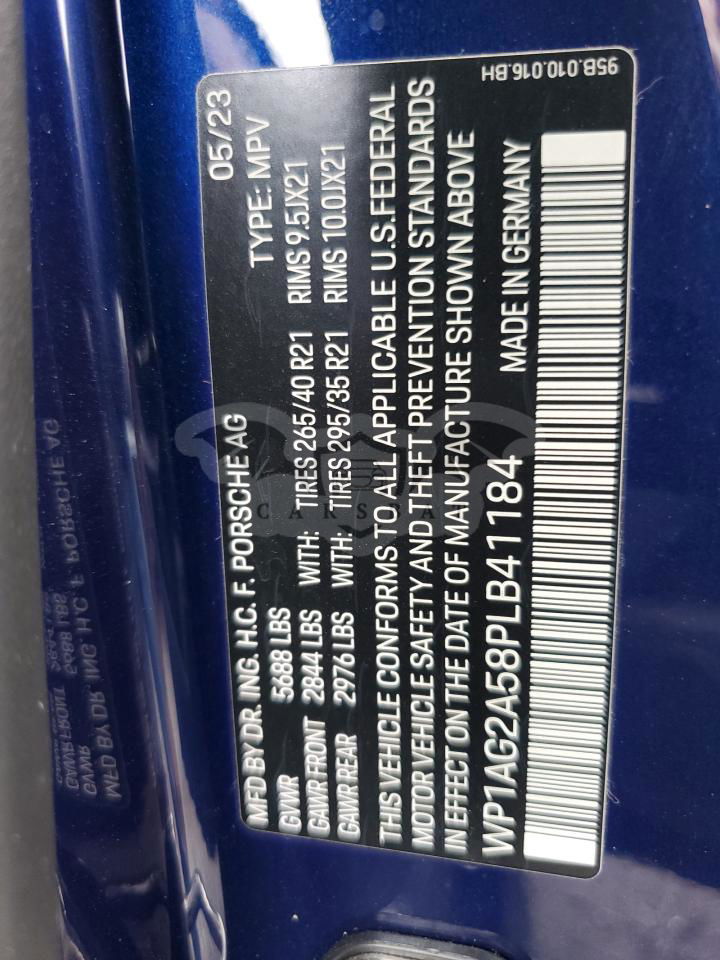 MFD BY DR. ING. H.C. F. PORSCHE AG 05/23
GVWR 5688 LBS TYPE: MPV
GAWR FRONT 2844 LBS WITH: TIRES 265/40 R21 RIMS 9.5JX21
GAWR REAR 2976 LBS WITH: TIRES 295/35 R21 RIMS 10.0JX21
THIS VEHICLE CONFORMS TO ALL APPLICABLE U.S.FEDERAL
MOTOR VEHICLE SAFETY AND THEFT PREVENTION STANDARDS
IN EFFECT ON THE DATE OF MANUFACTURE SHOWN ABOVE
WP1AG2A58PLB41184 MADE IN GERMANY
95B.010.016.BH